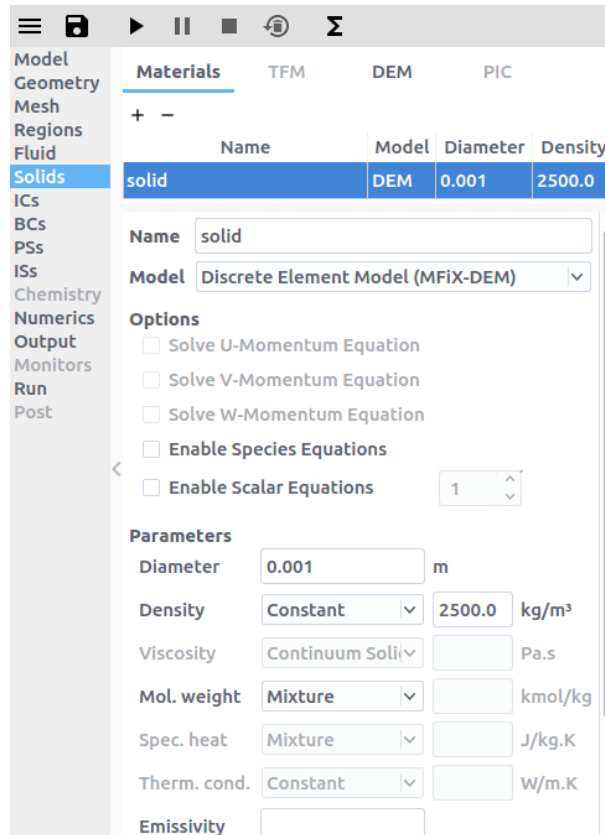 Σ
Model
Geometry
Mesh
Regions
Fluid
Solids
ICs
BCs
PSs
ISs
Chemistry
Numerics
Output
Monitors
Run
Post
Materials TFM DEM PIC
+ −
Name Model Diameter Density
solid DEM 0.001 2500.0
Name solid
Model Discrete Element Model (MFiX-DEM)
Options
Solve U-Momentum Equation
Solve V-Momentum Equation
Solve W-Momentum Equation
Enable Species Equations
Enable Scalar Equations 1
Parameters
Diameter 0.001 m
Density Constant 2500.0 kg/m³
Viscosity Continuum Soli Pa.s
Mol. weight Mixture kmol/kg
Spec. heat Mixture J/kg.K
Therm. cond. Constant W/m.K
Emissivity